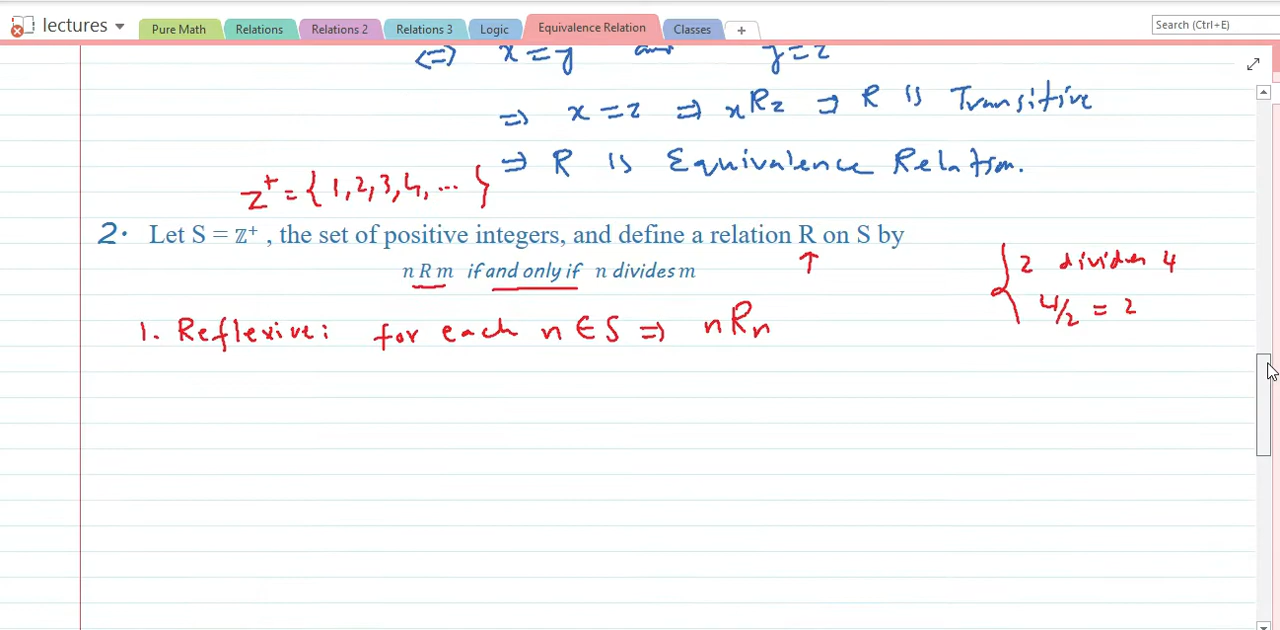 lectures
Pure Math Relations Relations 2 Relations 3 Logic Equivalence Relation Classes
Search (Ctrl+E)
⇔ x = y and y = z
⇒ x = z ⇒ xRz ⇒ R is Transitive
⇒ R is Equivalence Relation.
Z⁺ = {1, 2, 3, 4, ... }
2. Let S = ℤ⁺ , the set of positive integers, and define a relation R on S by
n R m if and only if n divides m
2 divides 4
4/2 = 2
1. Reflexive: for each n ∈ S ⇒ nRn